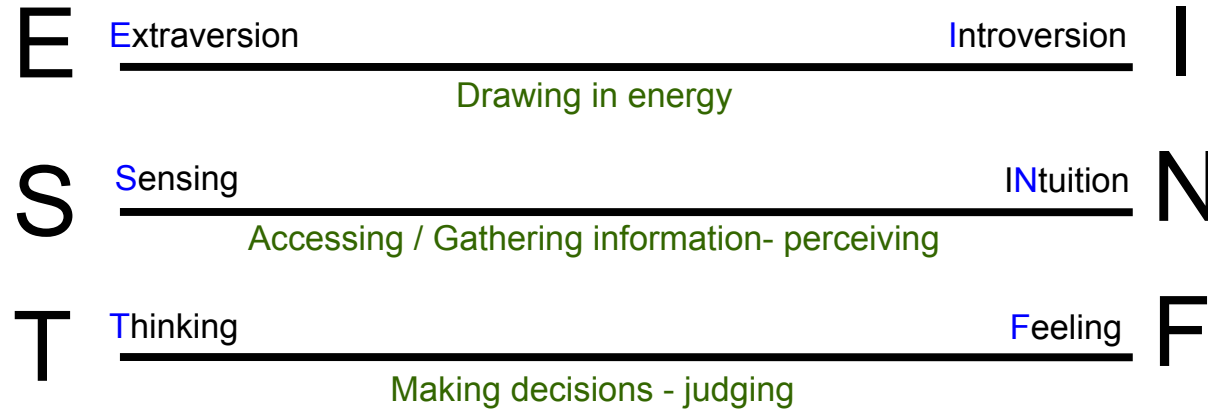 E Extraversion Introversion I
Drawing in energy
S Sensing INtuition N
Accessing / Gathering information- perceiving
T Thinking Feeling F
Making decisions - judging